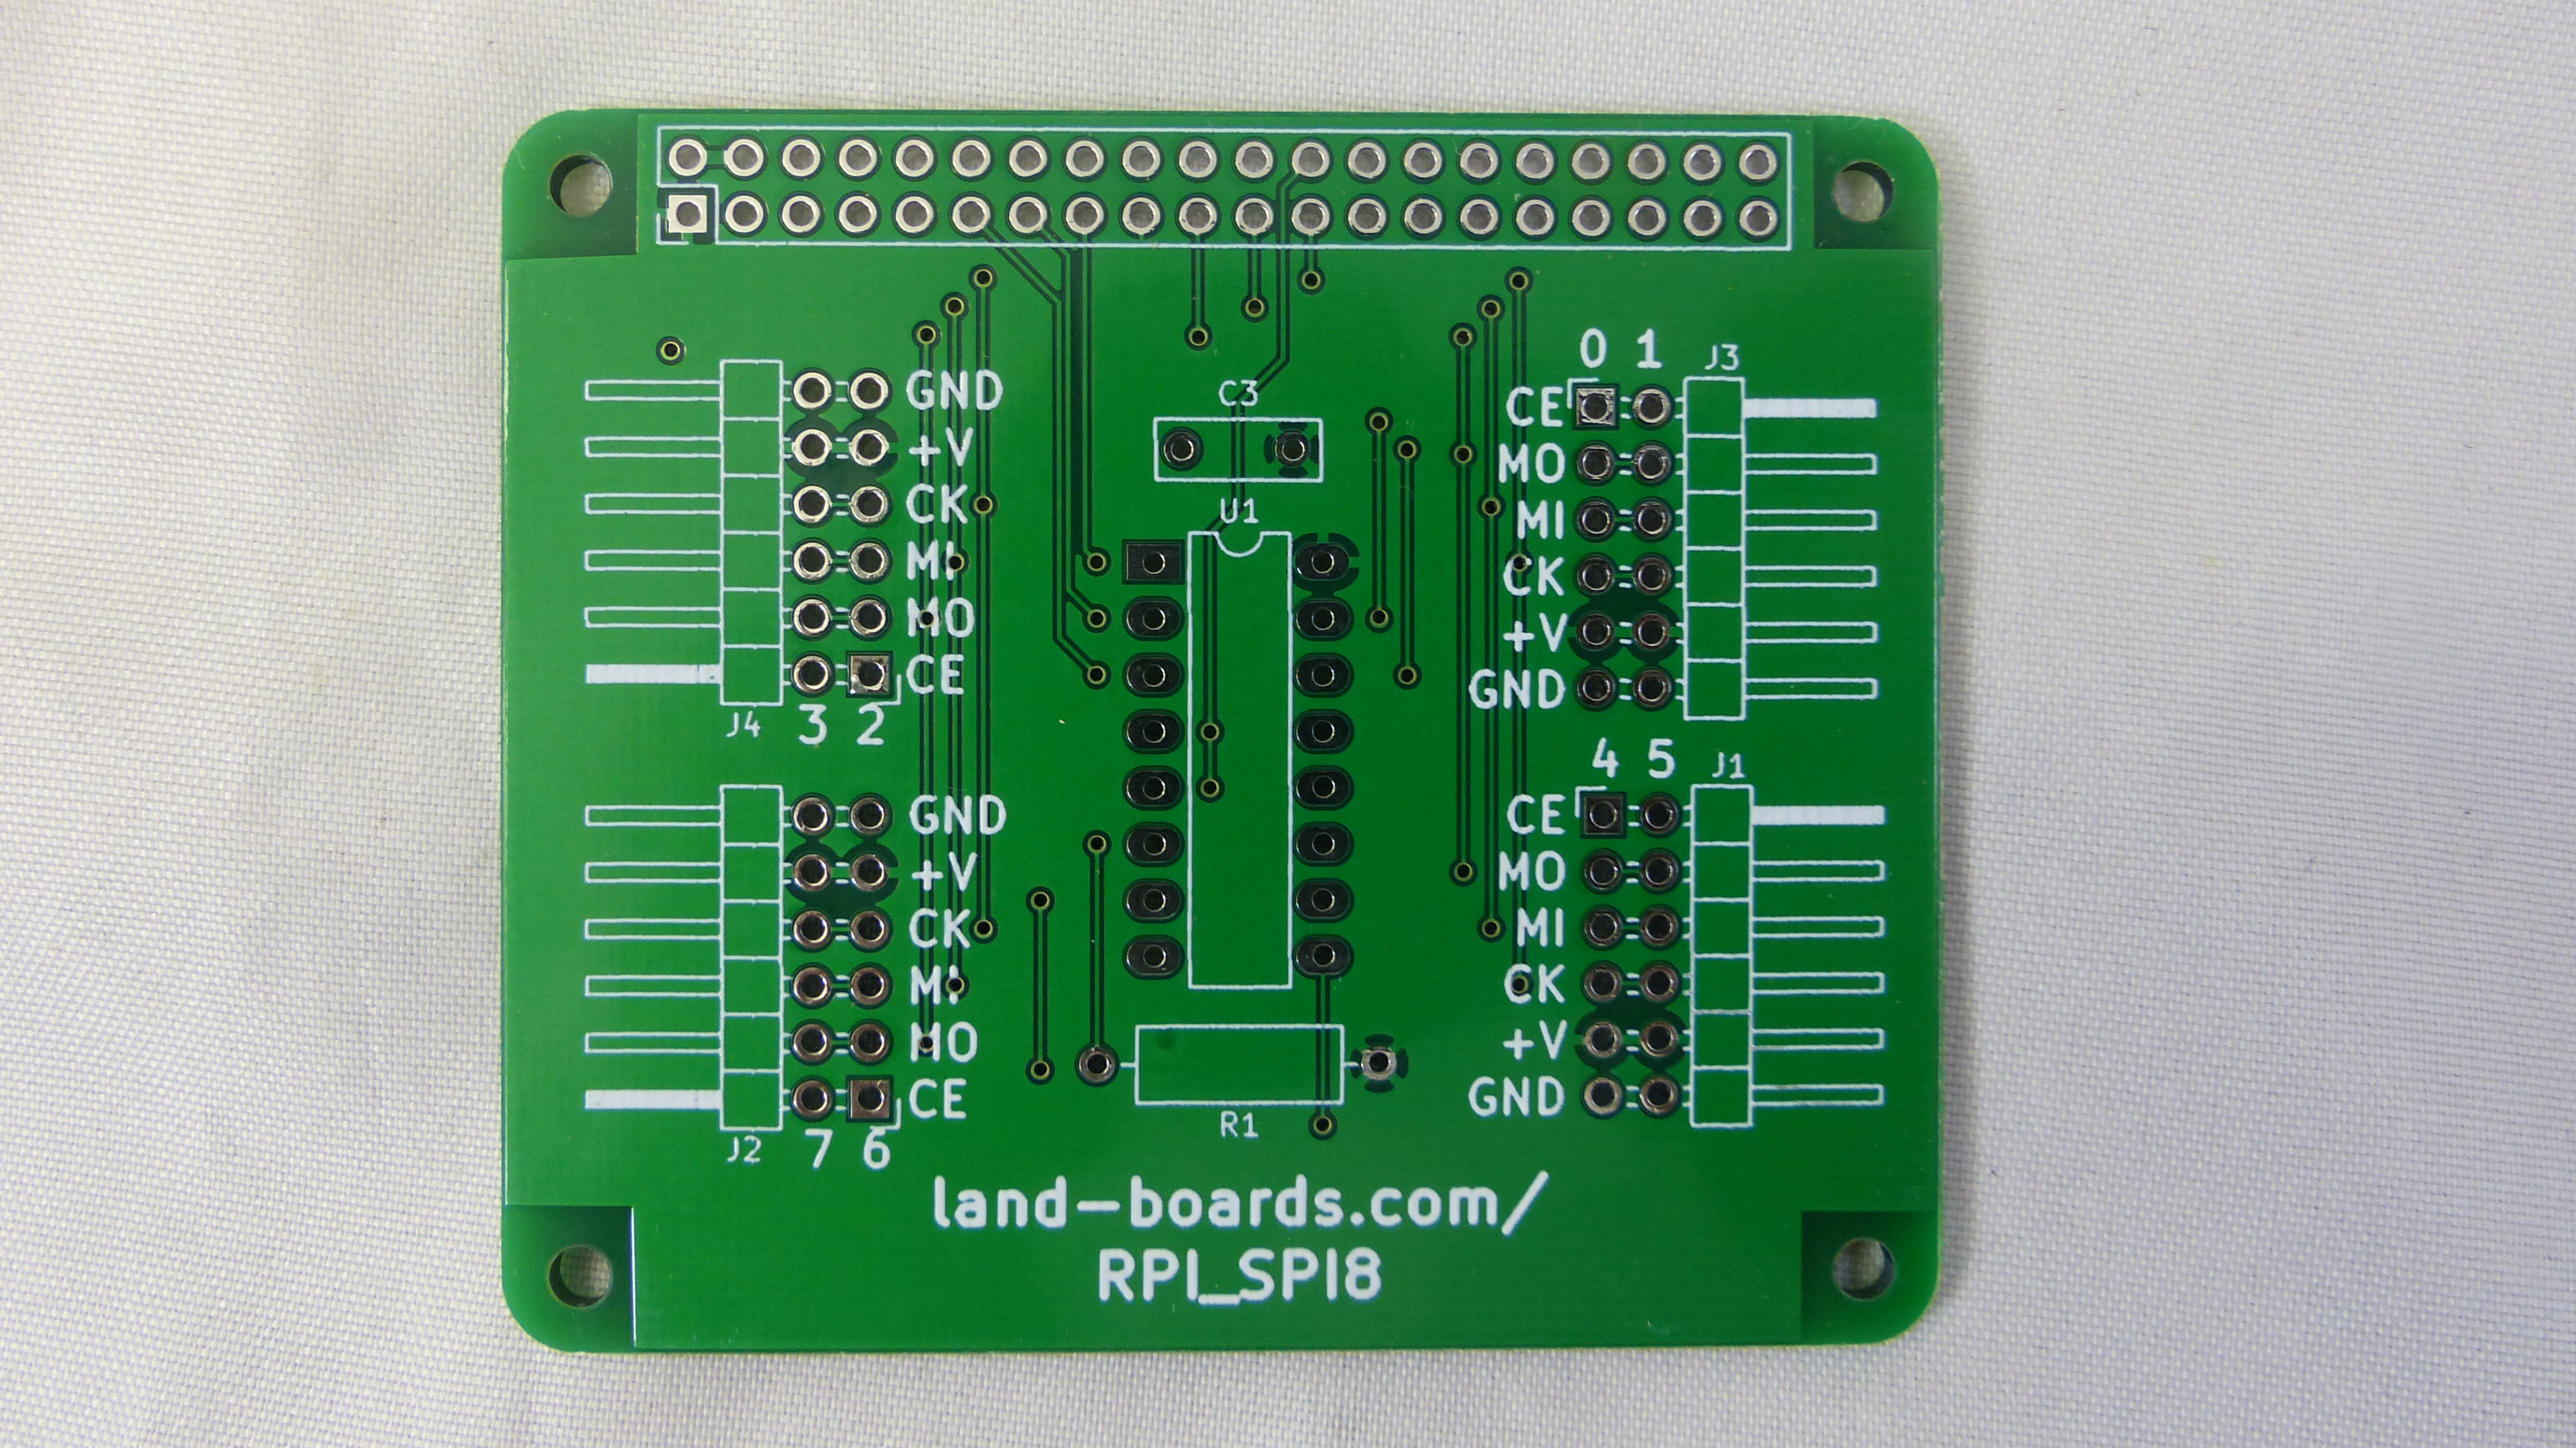 0 1 J3
C3
U1
GND
+V
CK
MI
MO
CE
J4 3 2
CE
MO
MI
CK
+V
GND
GND
+V
CK
MI
MO
CE
J2 7 6
4 5 J1
CE
MO
MI
CK
+V
GND
R1
land-boards.com/
RPI_SPI8